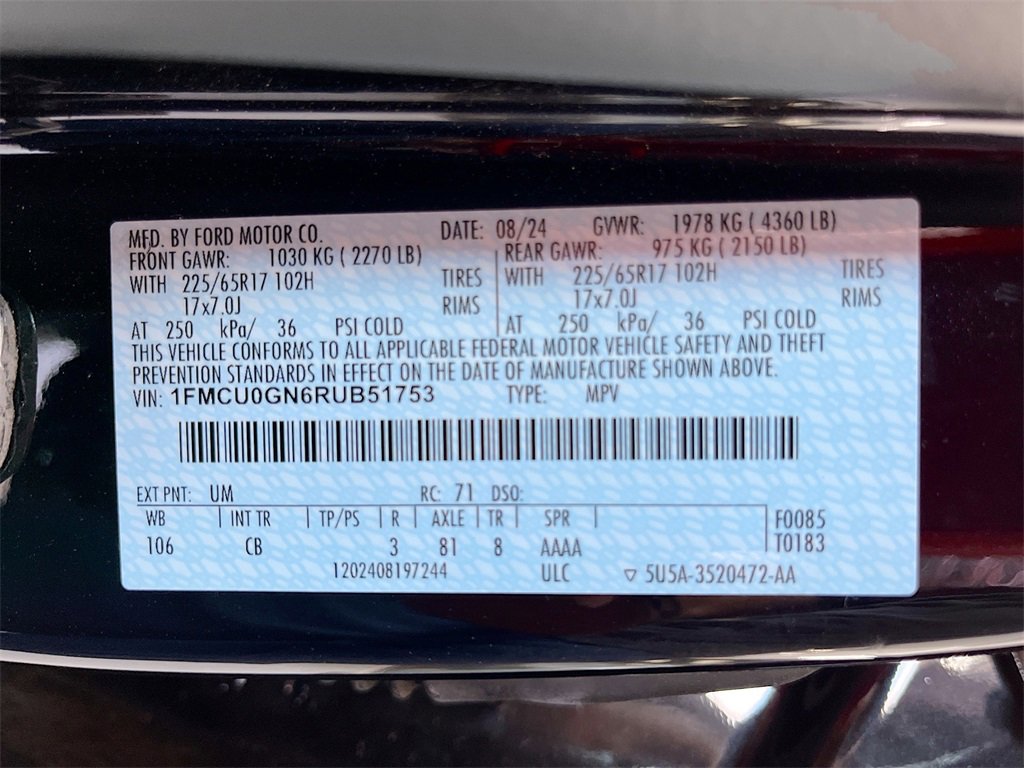 MFD. BY FORD MOTOR CO. DATE: 08/24 GVWR: 1978 KG ( 4360 LB)
FRONT GAWR: 1030 KG ( 2270 LB) REAR GAWR: 975 KG ( 2150 LB)
WITH 225/65R17 102H TIRES WITH 225/65R17 102H TIRES
17x7.0J RIMS 17x7.0J RIMS
AT 250 kPa/ 36 PSI COLD AT 250 kPa/ 36 PSI COLD
THIS VEHICLE CONFORMS TO ALL APPLICABLE FEDERAL MOTOR VEHICLE SAFETY AND THEFT
PREVENTION STANDARDS IN EFFECT ON THE DATE OF MANUFACTURE SHOWN ABOVE.
VIN: 1FMCU0GN6RUB51753 TYPE: MPV
EXT PNT: UM RC: 71 DSO:
WB INT TR TP/PS R AXLE TR SPR F0085
106 CB 3 81 8 AAAA T0183
1202408197244 ULC ▽ 5U5A-3520472-AA